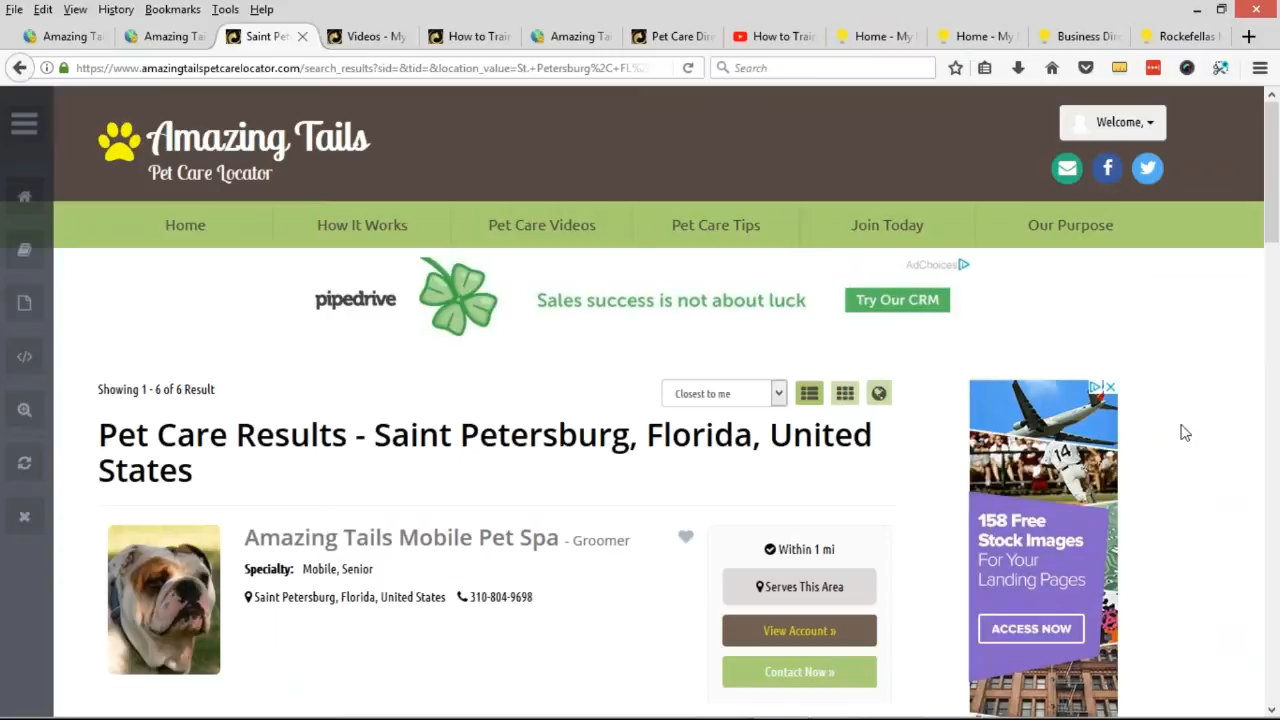 File Edit View History Bookmarks Tools Help
Amazing Ta Amazing Ta Saint Pet Videos - My How to Trai Amazing Ta Pet Care Dir How to Trai Home - My Home - My Business Dir Rockefellas
https://www.amazingtailspetcarelocator.com/search_results?sid=&tid=&location_value=St.+Petersburg%2C+FL Search
Amazing Tails
Pet Care Locator
Welcome,
Home How It Works Pet Care Videos Pet Care Tips Join Today Our Purpose
AdChoices
pipedrive Sales success is not about luck Try Our CRM
Showing 1 - 6 of 6 Result
Closest to me
Pet Care Results - Saint Petersburg, Florida, United
States
Amazing Tails Mobile Pet Spa - Groomer
Specialty: Mobile, Senior
Saint Petersburg, Florida, United States 310-804-9698
Within 1 mi
Serves This Area
View Account »
Contact Now »
14
158 Free
Stock Images
For Your
Landing Pages
ACCESS NOW